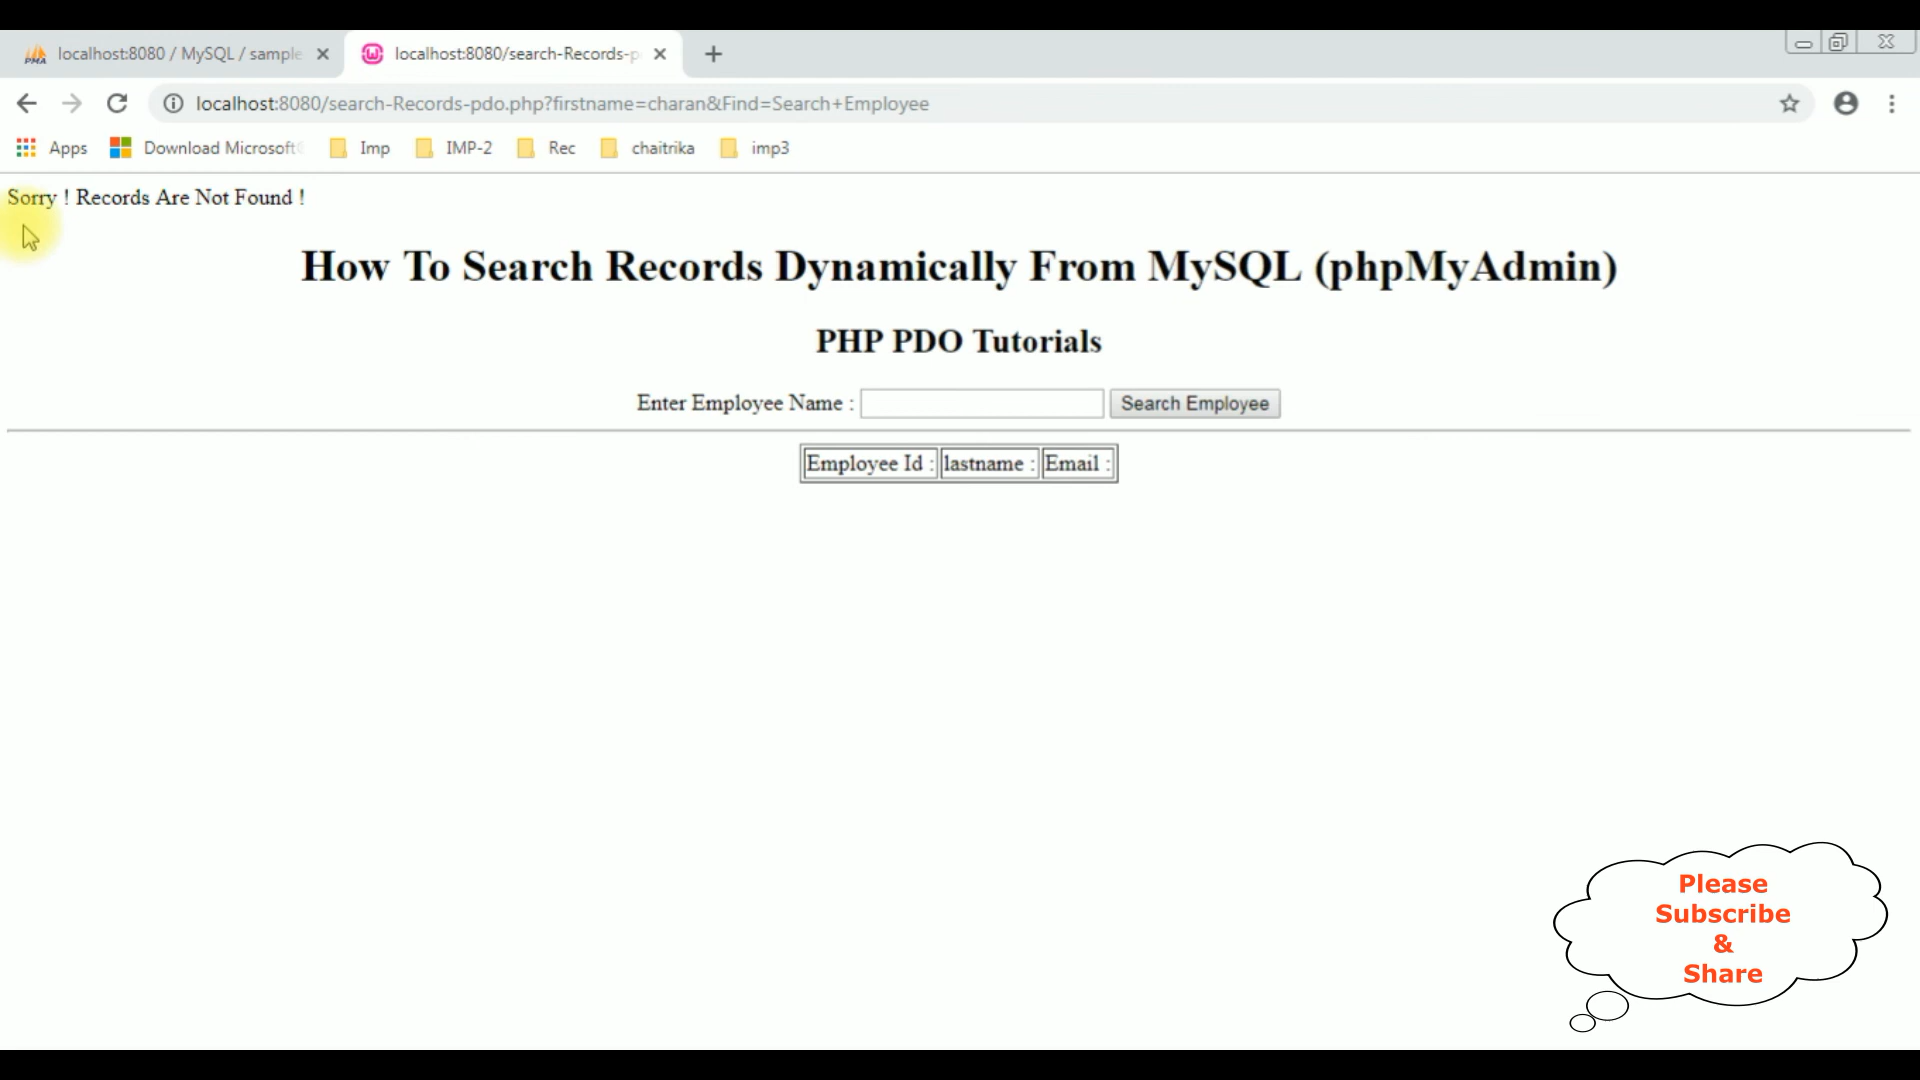 localhost:8080 / MySQL / sample
localhost:8080/search-Records-p
localhost:8080/search-Records-pdo.php?firstname=charan&Find=Search+Employee
Apps Download Microsoft Imp IMP-2 Rec chaitrika imp3
Sorry ! Records Are Not Found !
How To Search Records Dynamically From MySQL (phpMyAdmin)
PHP PDO Tutorials
Enter Employee Name : Search Employee
Employee Id : lastname : Email :
Please
Subscribe
&
Share